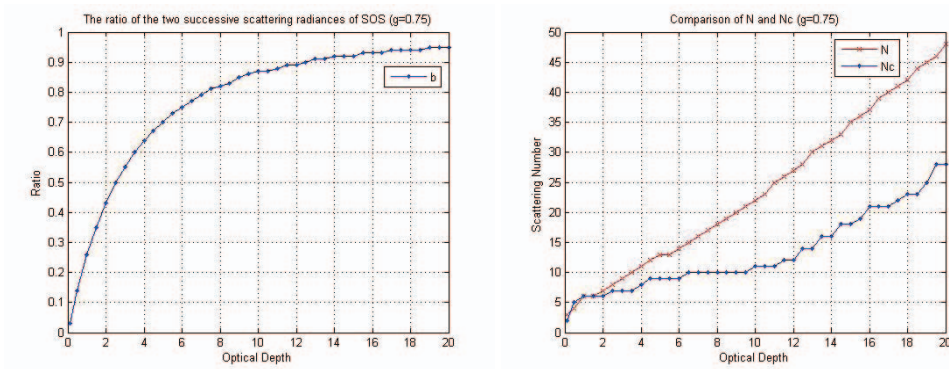 The ratio of the two successive scattering radiances of SOS (g=0.75)
1
0.9
0.8
0.7
0.6
0.5
0.4
0.3
0.2
0.1
0
Ratio
b
0 2 4 6 8 10 12 14 16 18 20
Optical Depth
Comparison of N and Nc (g=0.75)
50
45
40
35
30
25
20
15
10
5
0
Scattering Number
N
Nc
0 2 4 6 8 10 12 14 16 18 20
Optical Depth